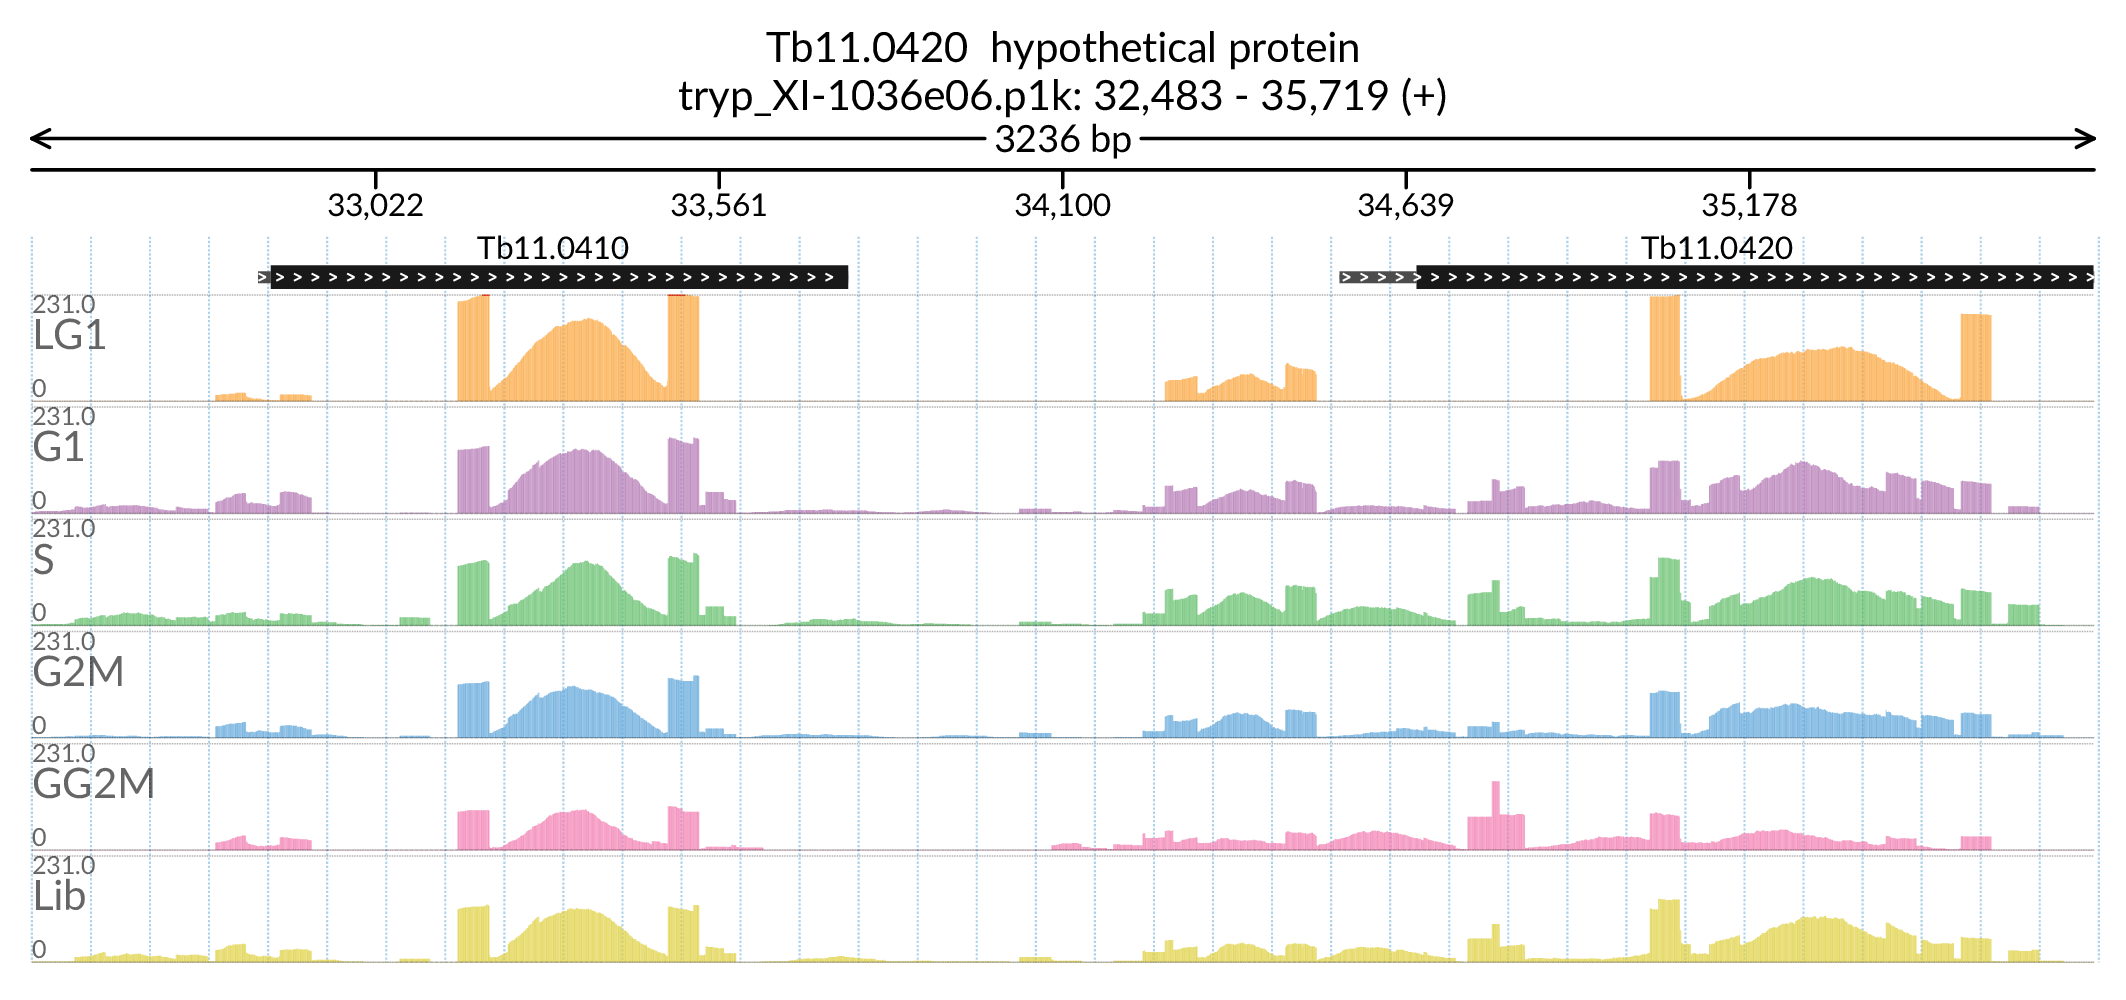 Tb11.0420 hypothetical protein
tryp_XI-1036e06.p1k: 32,483 - 35,719 (+)
3236 bp
33,022 33,561 34,100 34,639 35,178
Tb11.0410 Tb11.0420
231.0
LG1
0
231.0
G1
0
231.0
S
0
231.0
G2M
0
231.0
GG2M
0
231.0
Lib
0